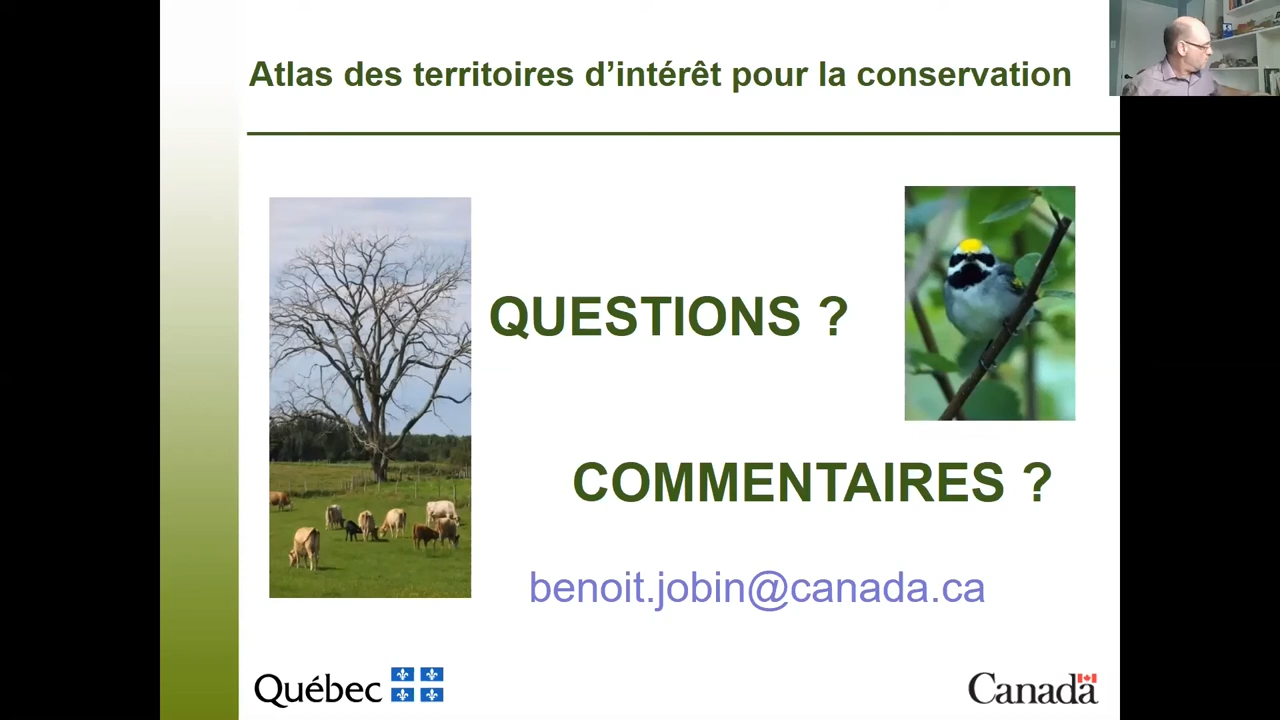 Atlas des territoires d’intérêt pour la conservation
QUESTIONS ?
COMMENTAIRES ?
benoit.jobin@canada.ca
Québec
Canada